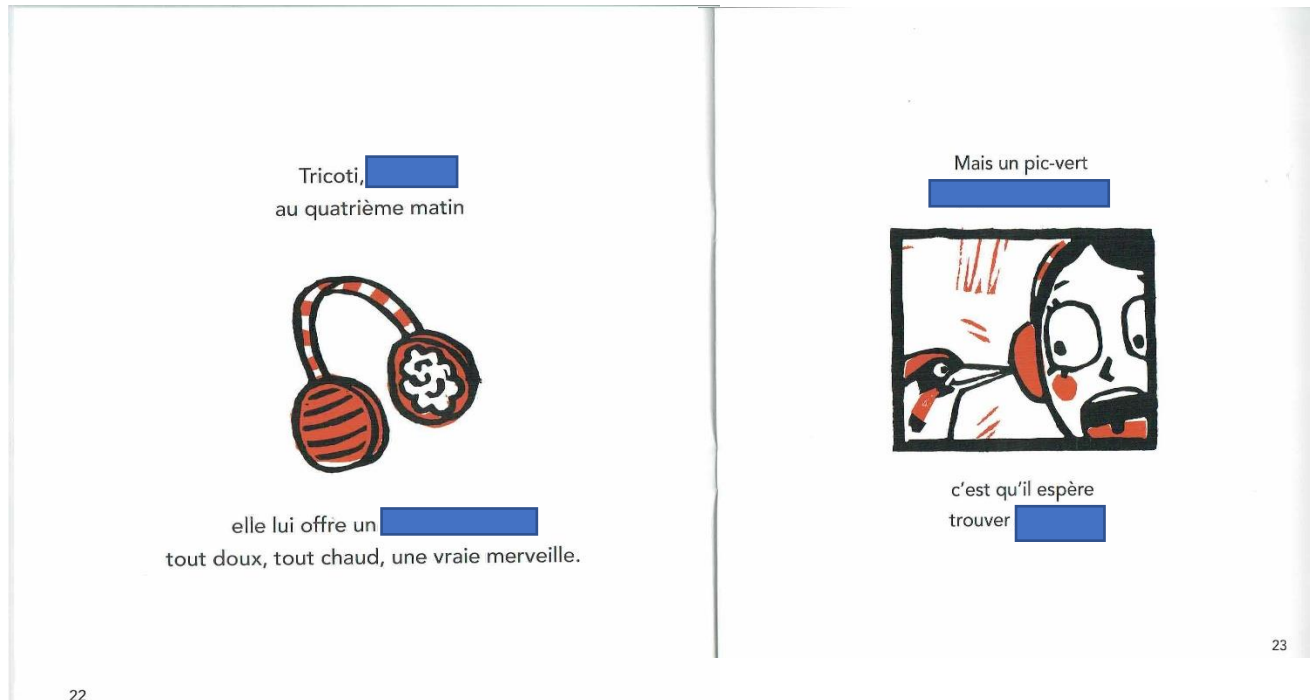 Tricoti,
au quatrième matin
elle lui offre un
tout doux, tout chaud, une vraie merveille.
22
Mais un pic-vert
c'est qu'il espère
trouver
23